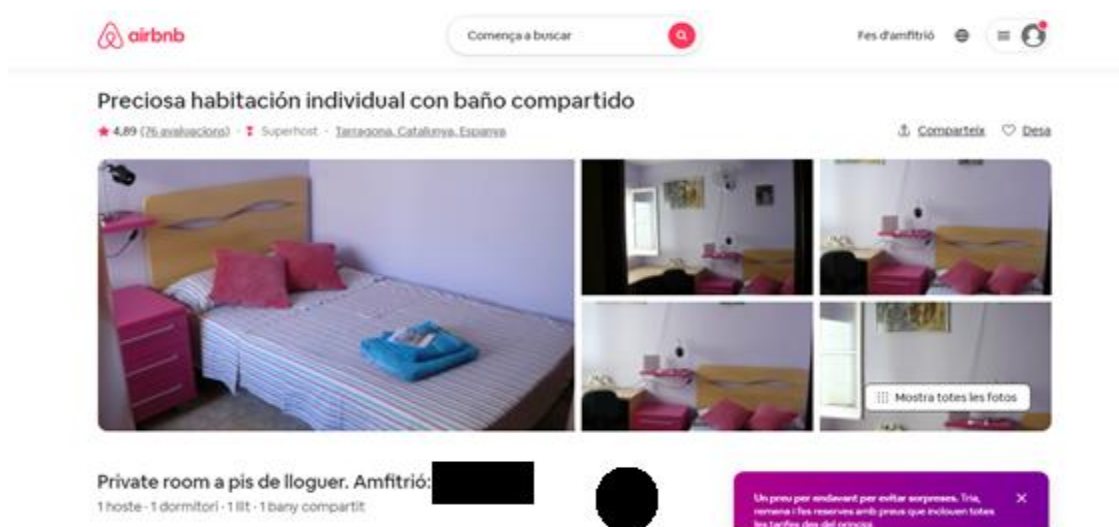 airbnb
Comença a buscar
Fes d'amfitrió
Preciosa habitación individual con baño compartido
4,89 (76 avaluacions) · Superhost · Tarragona, Catalunya, Espanya
Comparteix
Desa
Mostra totes les fotos
Private room a pis de lloguer. Amfitrió:
1 hoste · 1 dormitori · 1 llit · 1 bany compartit
Un preu per endavant per evitar sorpreses. Tria,
remena i fes reserves amb preus que inclouen totes
les tarifes des del principi.